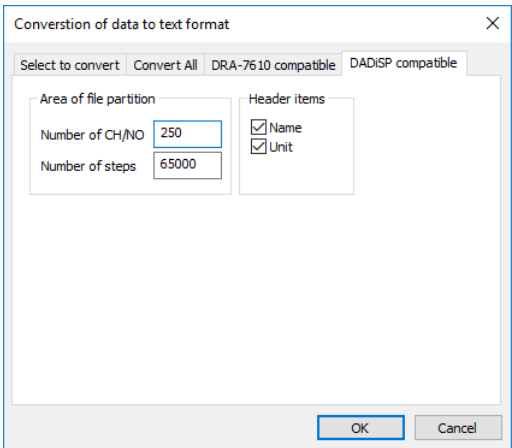 Converstion of data to text format
Select to convert Convert All DRA-7610 compatible DADiSP compatible
Area of file partition Header items
Number of CH/NO 250 Name
Unit
Number of steps 65000
OK Cancel